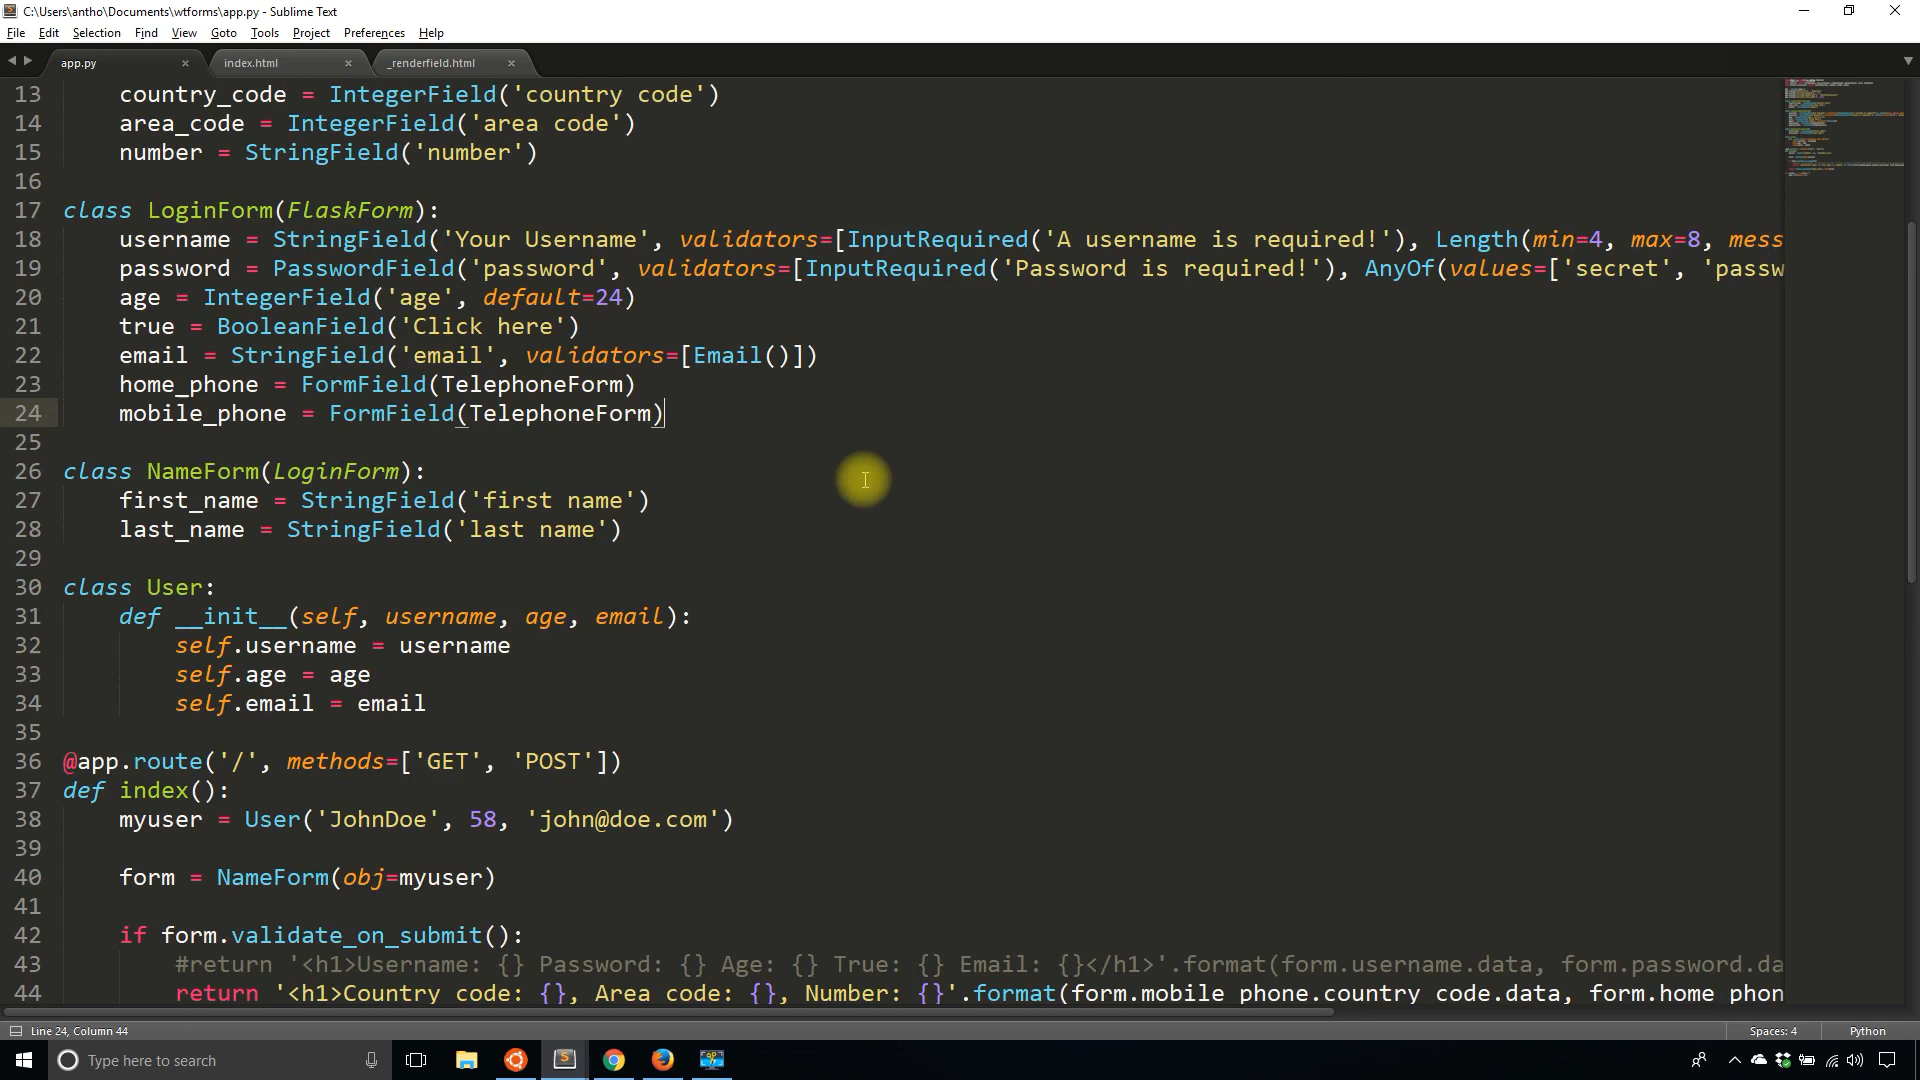 C:\Users\antho\Documents\wtforms\app.py - Sublime Text
File Edit Selection Find View Goto Tools Project Preferences Help
app.py × index.html × _renderfield.html ×
13 country_code = IntegerField('country code')
14 area_code = IntegerField('area code')
15 number = StringField('number')
16
17 class LoginForm(FlaskForm):
18 username = StringField('Your Username', validators=[InputRequired('A username is required!'), Length(min=4, max=8, mess
19 password = PasswordField('password', validators=[InputRequired('Password is required!'), AnyOf(values=['secret', 'passw
20 age = IntegerField('age', default=24)
21 true = BooleanField('Click here')
22 email = StringField('email', validators=[Email()])
23 home_phone = FormField(TelephoneForm)
24 mobile_phone = FormField(TelephoneForm)
25
26 class NameForm(LoginForm):
27 first_name = StringField('first name')
28 last_name = StringField('last name')
29
30 class User:
31 def __init__(self, username, age, email):
32 self.username = username
33 self.age = age
34 self.email = email
35
36 @app.route('/', methods=['GET', 'POST'])
37 def index():
38 myuser = User('JohnDoe', 58, 'john@doe.com')
39
40 form = NameForm(obj=myuser)
41
42 if form.validate_on_submit():
43 #return '<h1>Username: {} Password: {} Age: {} True: {} Email: {}</h1>'.format(form.username.data, form.password.da
44 return '<h1>Country code: {}, Area code: {}, Number: {}'.format(form.mobile_phone.country_code.data, form.home_phon
Line 24, Column 44 Spaces: 4 Python
Type here to search